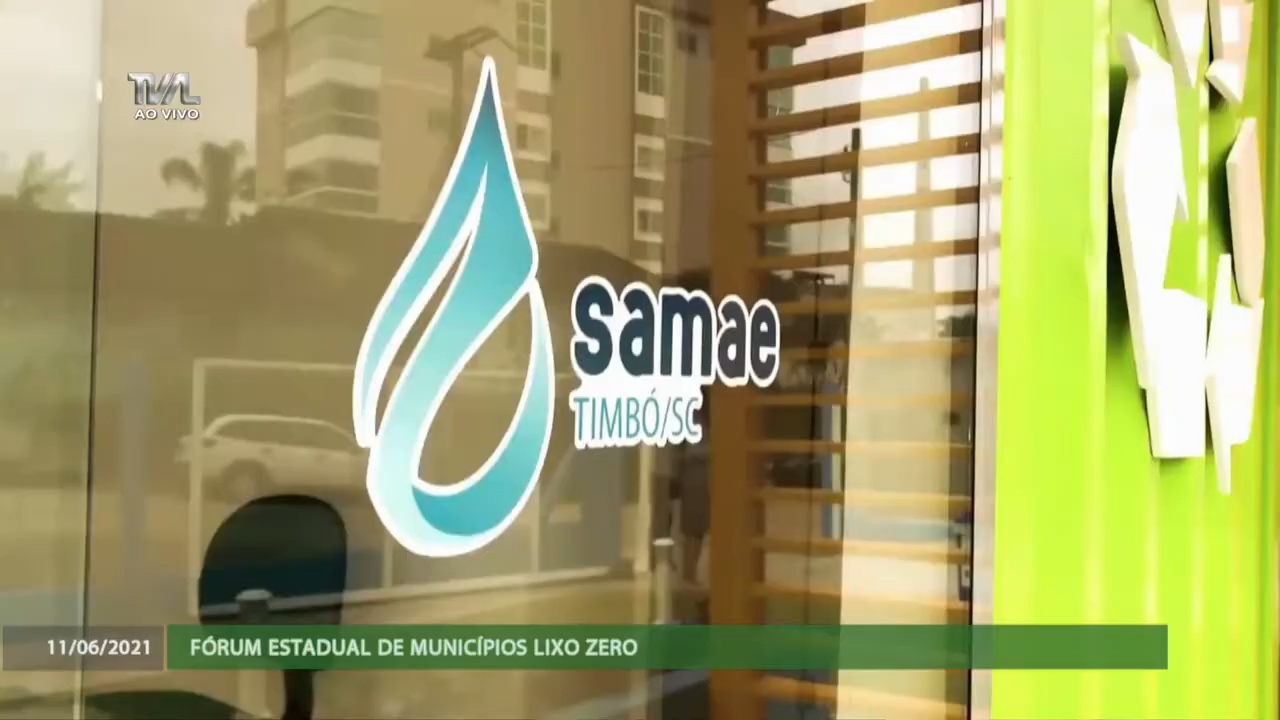 TVAL
AO VIVO
samae
TIMBÓ/SC
11/06/2021
FÓRUM ESTADUAL DE MUNICÍPIOS LIXO ZERO